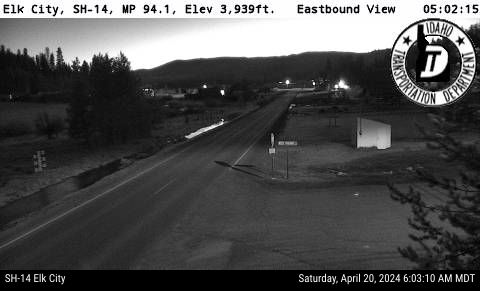 Elk City, SH-14, MP 94.1, Elev 3,939ft. Eastbound View 05:02:15
IDAHO
TRANSPORTATION DEPARTMENT
SH-14 Elk City Saturday, April 20, 2024 6:03:10 AM MDT